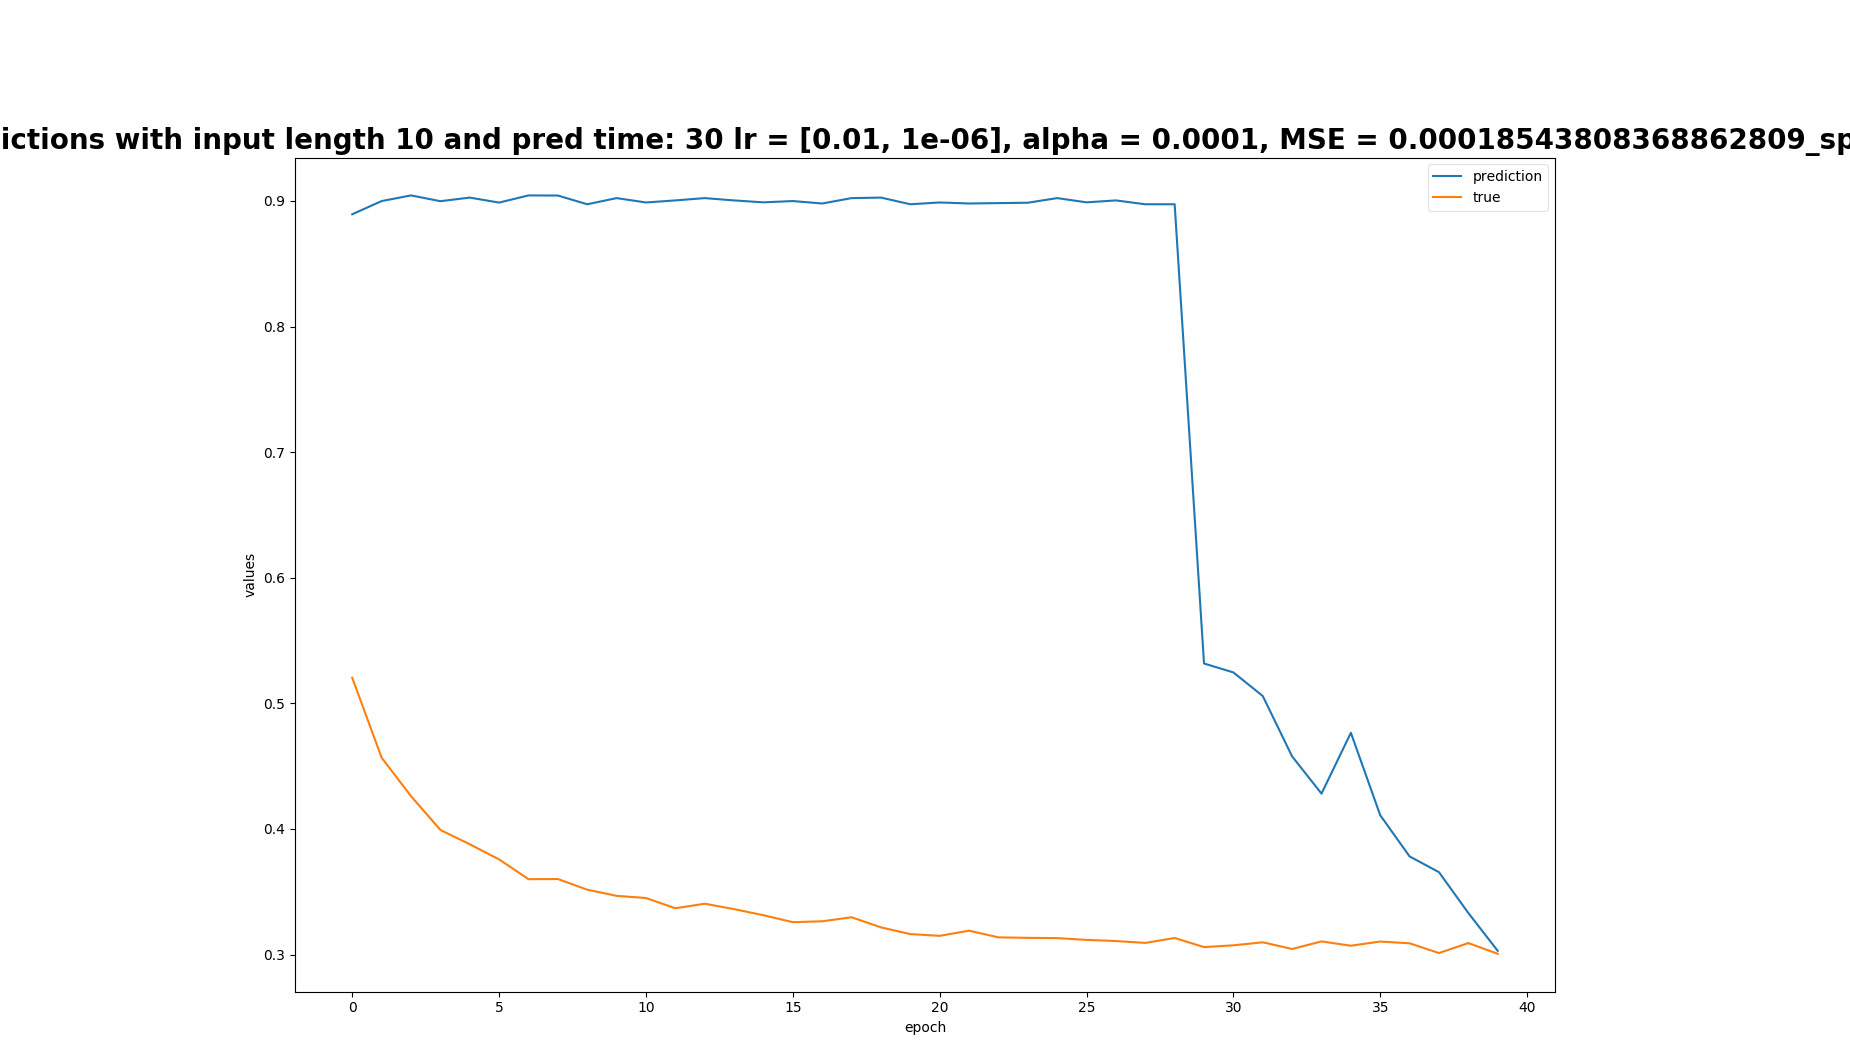 ictions with input length 10 and pred time: 30 lr = [0.01, 1e-06], alpha = 0.0001, MSE = 0.00018543808368862809_sp
prediction
true
0.9
0.8
0.7
0.6
0.5
0.4
0.3
values
0 5 10 15 20 25 30 35 40
epoch